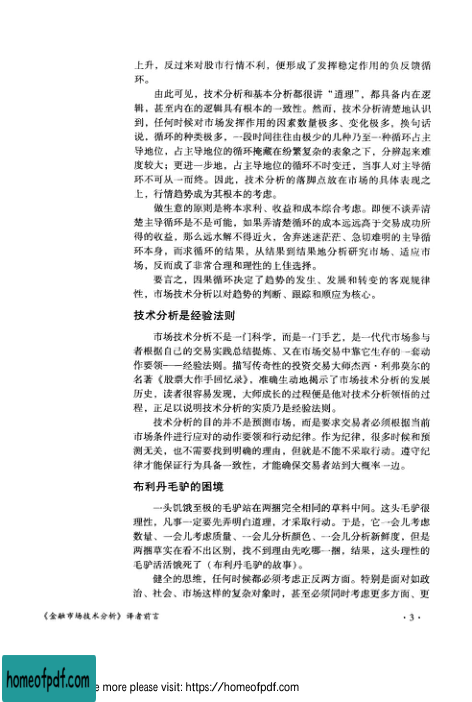 上升，反过来对股市行情不利，便形成了发挥稳定作用的负反馈循
环。
由此可见，技术分析和基本分析都很讲“道理”，都具备内在逻
辑，甚至内在的逻辑具有根本的一致性。然而，技术分析清楚地认识
到，任何时候对市场发挥作用的因素数量极多、变化极多，换句话
说，循环的种类极多，一段时间往往由极少的几种乃至一种循环占主
导地位，占主导地位的循环掩藏在纷繁复杂的表象之下，分辨起来难
度较大；更进一步地，占主导地位的循环不时变迁，当事人对主导循
环不可从一而终。因此，技术分析的落脚点放在市场的具体表现之
上，行情趋势成为其根本的考虑。
做生意的原则是将本求利、收益和成本综合考虑。即便不谈弄清
楚主导循环是不是可能，如果弄清楚循环的成本远远高于交易成功所
得的收益，那么远水解不得近火，舍弃迷迷茫茫、急切难明的主导循
环本身，而求循环的结果，从结果到结果地分析研究市场、适应市
场，反而成了非常合理和理性的上佳选择。
要言之，因果循环决定了趋势的发生、发展和转变的客观规律
性，市场技术分析以对趋势的判断、跟踪和顺应为核心。
技术分析是经验法则
市场技术分析不是一门科学，而是一门手艺，是一代代市场参与
者根据自己的交易实践总结提炼、又在市场交易中靠它生存的一套动
作要领——经验法则。描写传奇性的投资交易大师杰西·利弗莫尔的
名著《股票大作手回忆录》，准确生动地揭示了市场技术分析的发展
历史，读者很容易发现，大师成长的过程便是他对技术分析领悟的过
程，正足以说明技术分析的实质乃是经验法则。
技术分析的目的并不是预测市场，而是要求交易者必须根据当前
市场条件进行应对的动作要领和行动纪律。作为纪律，很多时候和预
测无关，也不需要找到明确的理由，但就是不能不采取行动。遵守纪
律才能保证行为具备一致性，才能确保交易者站到大概率一边。
布利丹毛驴的困境
一头饥饿至极的毛驴站在两捆完全相同的草料中间。这头毛驴很
理性，凡事一定要先弄明白道理，才采取行动。于是，它一会儿考虑
数量、一会儿考虑质量、一会儿分析颜色、一会儿分析新鲜度，但是
两捆草实在看不出区别，找不到理由先吃哪一捆，结果，这头理性的
毛驴活活饿死了（布利丹毛驴的故事）。
健全的思维，任何时候都必须考虑正反两方面。特别是面对如政
治、社会、市场这样的复杂对象时，甚至必须同时考虑更多方面、更
《金融市场技术分析》译者前言 ·3·
homeofpdf.com
e more please visit: https://homeofpdf.com